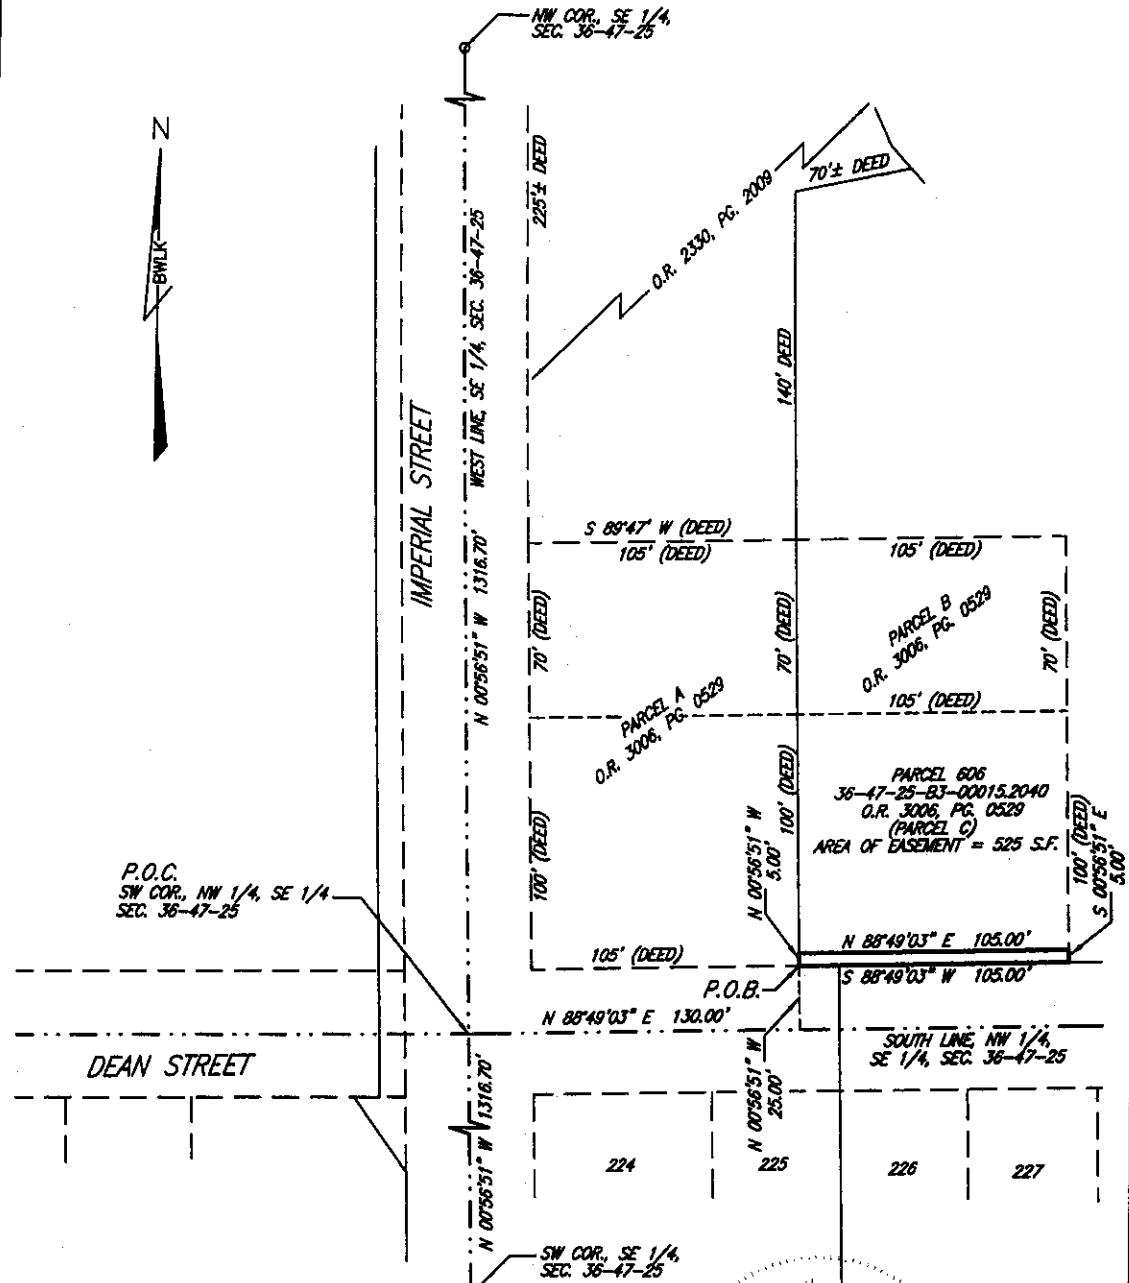 NW COR., SE 1/4,
SEC. 36-47-25
N
BWLK
225'± DEED
70'± DEED
O.R. 2330, PG. 2009
WEST LINE, SE 1/4, SEC. 36-47-25
N 00°56'51" W 1316.70'
IMPERIAL STREET
140' DEED
S 89°47' W (DEED)
105' (DEED)
105' (DEED)
70' (DEED)
70' (DEED)
PARCEL B
O.R. 3006, PG. 0529
70' (DEED)
105' (DEED)
PARCEL A
O.R. 3006, PG. 0529
100' (DEED)
100' (DEED)
PARCEL 606
36-47-25-B3-00015.2040
O.R. 3006, PG. 0529
(PARCEL C)
AREA OF EASEMENT = 525 S.F.
100' (DEED)
S 00°56'51" E
5.00'
N 00°56'51" W
5.00'
P.O.C.
SW COR., NW 1/4, SE 1/4
SEC. 36-47-25
N 88°49'03" E 105.00'
105' (DEED)
S 88°49'03" W 105.00'
P.O.B.
N 88°49'03" E 130.00'
SOUTH LINE, NW 1/4,
SE 1/4, SEC. 36-47-25
DEAN STREET
N 00°56'51" W
25.00'
N 00°56'51" W 1316.70'
224
225
226
227
SW COR., SE 1/4,
SEC. 36-47-25